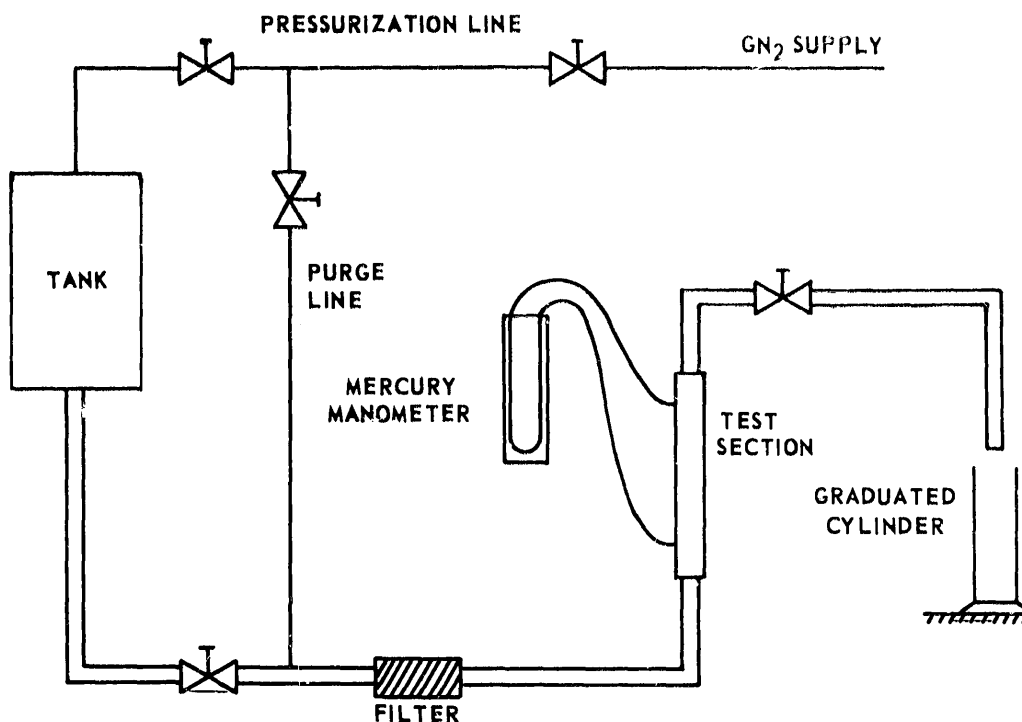 PRESSURIZATION LINE
GN₂ SUPPLY
TANK
PURGE
LINE
MERCURY
MANOMETER
TEST
SECTION
GRADUATED
CYLINDER
FILTER